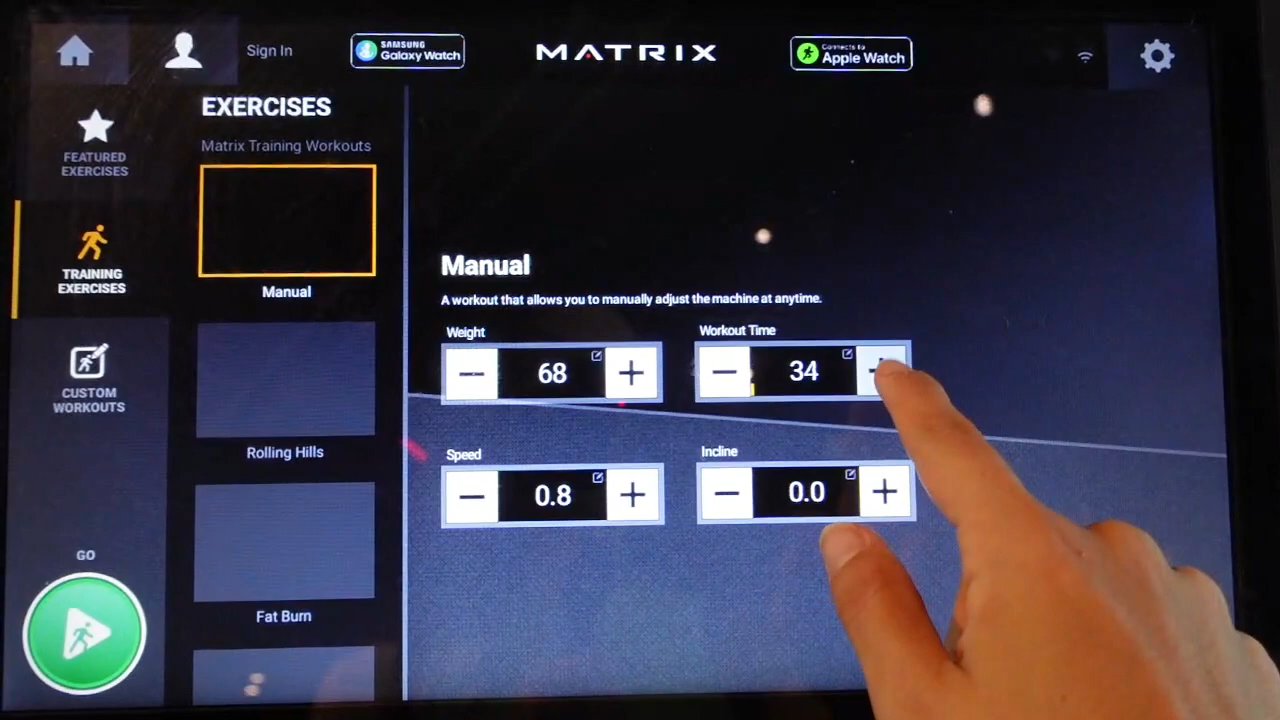 Sign In
SAMSUNG
Galaxy Watch
MATRIX
Connects to
Apple Watch
FEATURED
EXERCISES
TRAINING
EXERCISES
CUSTOM
WORKOUTS
GO
EXERCISES
Matrix Training Workouts
Manual
Rolling Hills
Fat Burn
Manual
A workout that allows you to manually adjust the machine at anytime.
Weight
68
Workout Time
34
Speed
0.8
Incline
0.0